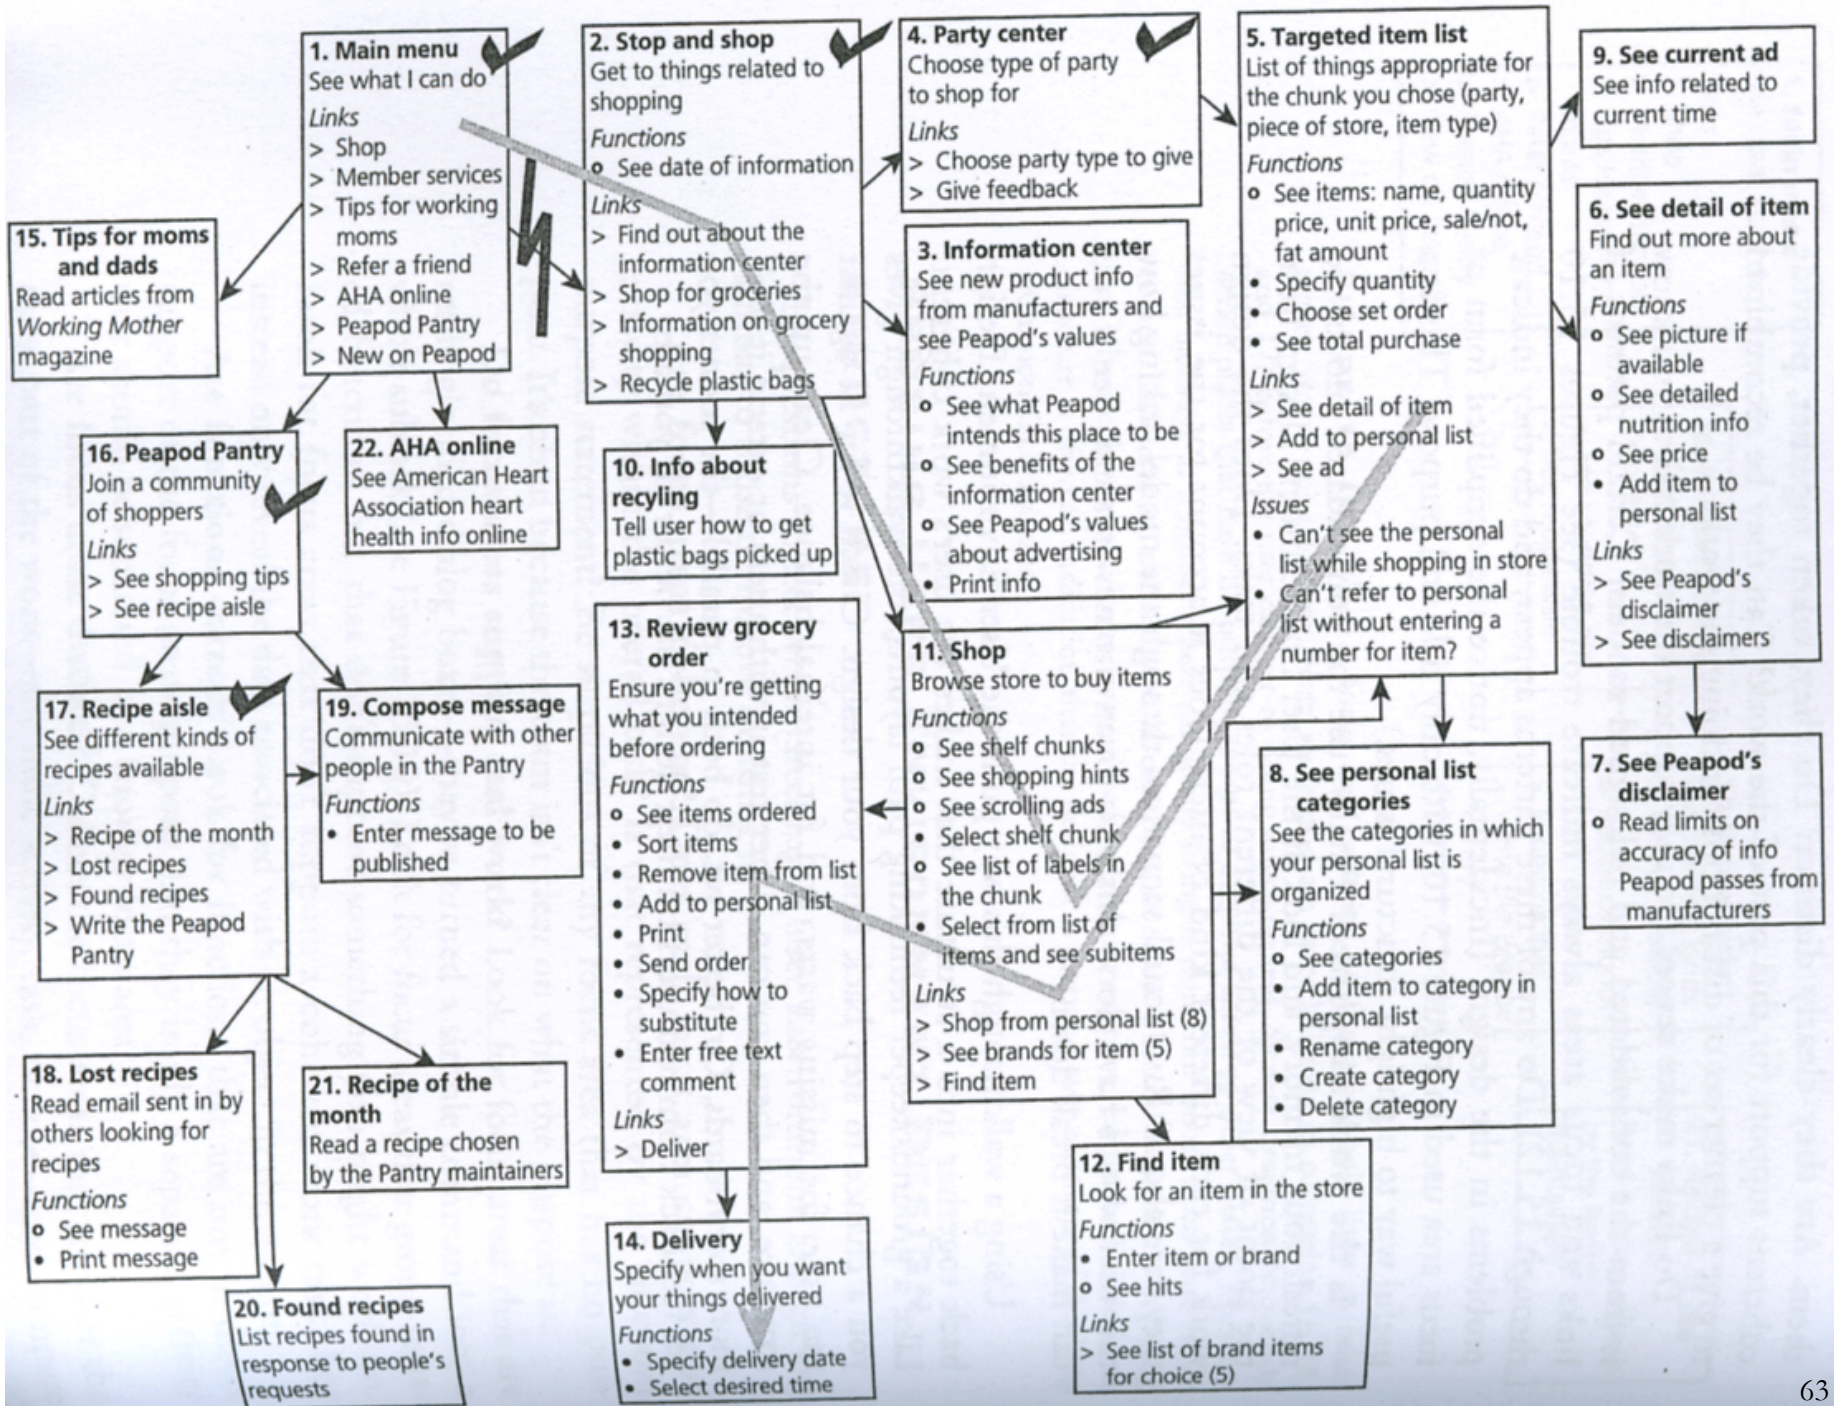 1. Main menu
See what I can do
Links
> Shop
> Member services
> Tips for working
moms
> Refer a friend
> AHA online
> Peapod Pantry
> New on Peapod
2. Stop and shop
Get to things related to
shopping
Functions
o See date of information
Links
> Find out about the
information center
> Shop for groceries
> Information on grocery
shopping
> Recycle plastic bags
4. Party center
Choose type of party
to shop for
Links
> Choose party type to give
> Give feedback
5. Targeted item list
List of things appropriate for
the chunk you chose (party,
piece of store, item type)
Functions
o See items: name, quantity
price, unit price, sale/not,
fat amount
• Specify quantity
• Choose set order
• See total purchase
Links
> See detail of item
> Add to personal list
> See ad
Issues
• Can't see the personal
list while shopping in store
• Can't refer to personal
list without entering a
number for item?
9. See current ad
See info related to
current time
6. See detail of item
Find out more about
an item
Functions
o See picture if
available
o See detailed
nutrition info
o See price
• Add item to
personal list
Links
> See Peapod's
disclaimer
> See disclaimers
15. Tips for moms
and dads
Read articles from
Working Mother
magazine
3. Information center
See new product info
from manufacturers and
see Peapod's values
Functions
o See what Peapod
intends this place to be
o See benefits of the
information center
o See Peapod's values
about advertising
• Print info
16. Peapod Pantry
Join a community
of shoppers
Links
> See shopping tips
> See recipe aisle
22. AHA online
See American Heart
Association heart
health info online
10. Info about
recyling
Tell user how to get
plastic bags picked up
13. Review grocery
order
Ensure you're getting
what you intended
before ordering
Functions
o See items ordered
• Sort items
• Remove item from list
• Add to personal list
• Print
• Send order
• Specify how to
substitute
• Enter free text
comment
Links
> Deliver
11. Shop
Browse store to buy items
Functions
o See shelf chunks
o See shopping hints
o See scrolling ads
• Select shelf chunk
o See list of labels in
the chunk
• Select from list of
items and see subitems
Links
> Shop from personal list (8)
> See brands for item (5)
> Find item
17. Recipe aisle
See different kinds of
recipes available
Links
> Recipe of the month
> Lost recipes
> Found recipes
> Write the Peapod
Pantry
19. Compose message
Communicate with other
people in the Pantry
Functions
• Enter message to be
published
8. See personal list
categories
See the categories in which
your personal list is
organized
Functions
o See categories
• Add item to category in
personal list
• Rename category
• Create category
• Delete category
7. See Peapod's
disclaimer
o Read limits on
accuracy of info
Peapod passes from
manufacturers
18. Lost recipes
Read email sent in by
others looking for
recipes
Functions
o See message
• Print message
21. Recipe of the
month
Read a recipe chosen
by the Pantry maintainers
12. Find item
Look for an item in the store
Functions
• Enter item or brand
o See hits
Links
> See list of brand items
for choice (5)
14. Delivery
Specify when you want
your things delivered
Functions
• Specify delivery date
• Select desired time
20. Found recipes
List recipes found in
response to people's
requests
63